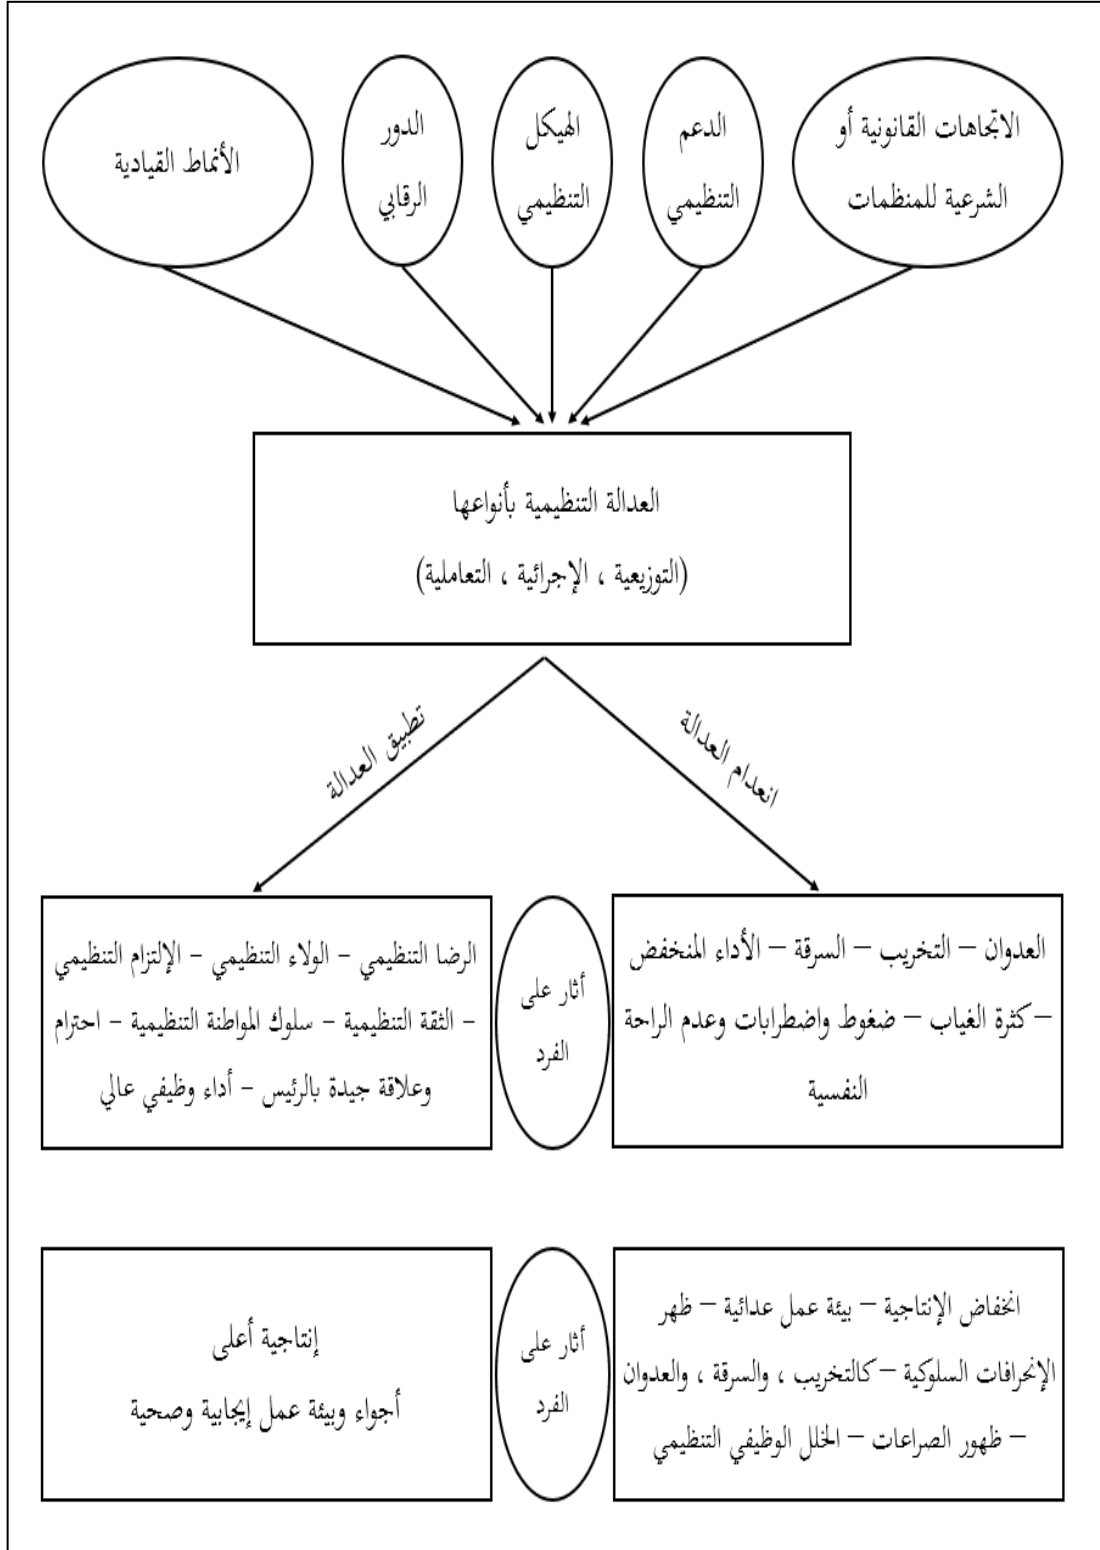 الاتجاهات القانونية أو
الشرعية للمنظمات
الدعم
التنظيمي
الهيكل
التنظيمي
الدور
الرقابي
الأنماط القيادية
العدالة التنظيمية بأنواعها
(التوزيعية ، الإجرائية ، التعاملية)
انعدام العدالة
تطبيق العدالة
العدوان – التخريب – السرقة – الأداء المنخفض
– كثرة الغياب – ضغوط واضطرابات وعدم الراحة
النفسية
أثار على
الفرد
الرضا التنظيمي – الولاء التنظيمي – الإلتزام التنظيمي
– الثقة التنظيمية – سلوك المواطنة التنظيمية – احترام
وعلاقة جيدة بالرئيس – أداء وظيفي عالي
انخفاض الإنتاجية – بيئة عمل عدائية – ظهر
الإنحرافات السلوكية – كالتخريب ، والسرقة ، والعدوان
– ظهور الصراعات – الخلل الوظيفي التنظيمي
أثار على
الفرد
إنتاجية أعلى
أجواء وبيئة عمل إيجابية وصحية